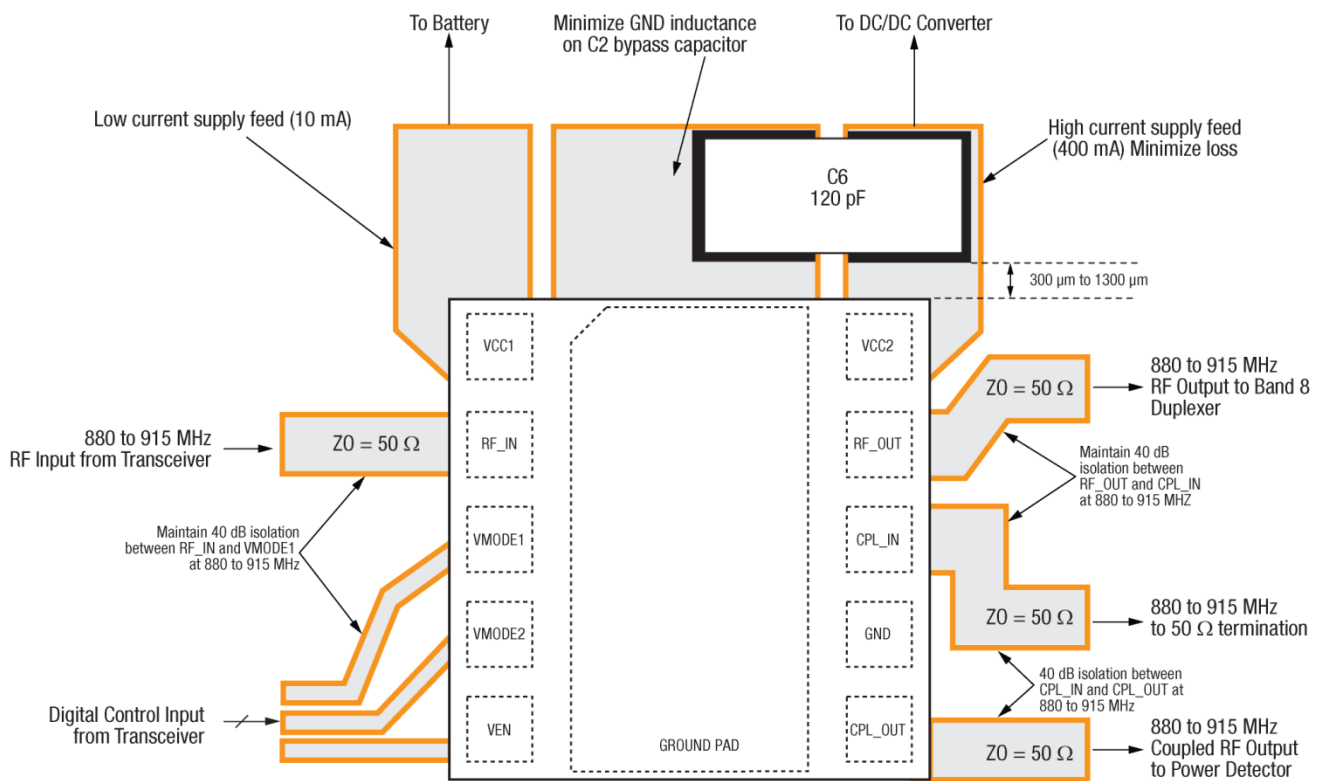 To Battery
Minimize GND inductance
on C2 bypass capacitor
To DC/DC Converter
Low current supply feed (10 mA)
High current supply feed
(400 mA) Minimize loss
C6
120 pF
300 µm to 1300 µm
VCC1
VCC2
880 to 915 MHz
RF Output to Band 8
Duplexer
ZO = 50 Ω
880 to 915 MHz
RF Input from Transceiver
ZO = 50 Ω
RF_IN
RF_OUT
Maintain 40 dB
isolation between
RF_OUT and CPL_IN
at 880 to 915 MHZ
Maintain 40 dB isolation
between RF_IN and VMODE1
at 880 to 915 MHz
VMODE1
CPL_IN
VMODE2
GND
ZO = 50 Ω
880 to 915 MHz
to 50 Ω termination
40 dB isolation between
CPL_IN and CPL_OUT at
880 to 915 MHz
Digital Control Input
from Transceiver
VEN
GROUND PAD
CPL_OUT
ZO = 50 Ω
880 to 915 MHz
Coupled RF Output
to Power Detector